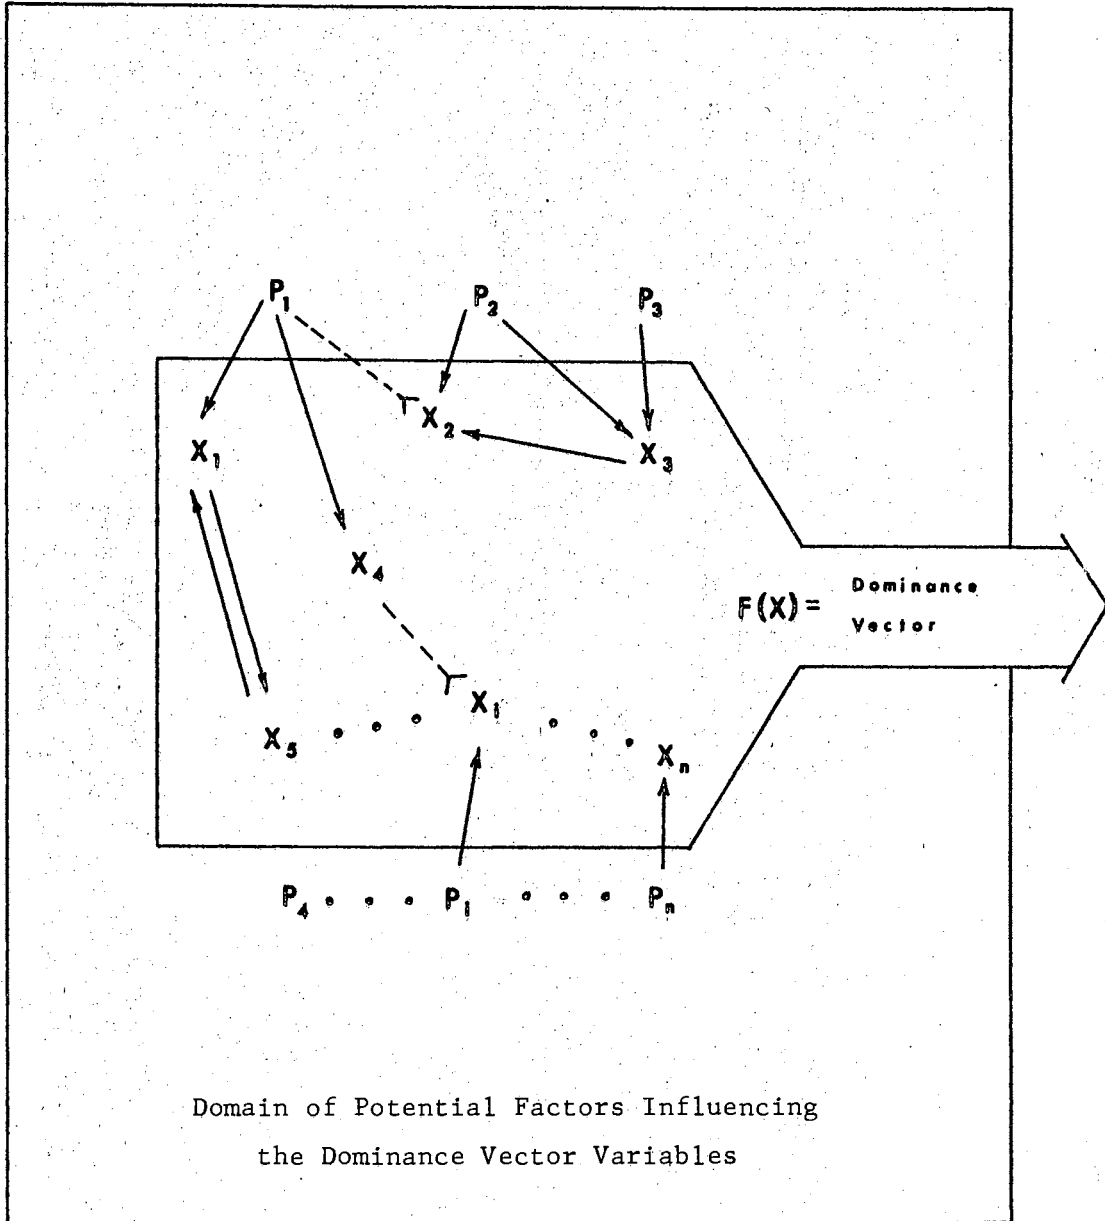 P₁ P₂ P₃
X₂
X₁ X₃
X₄
F(X) = Dominance
Vector
X₅ . . . Xᵢ . . . Xₙ
P₄ . . . Pᵢ . . . Pₙ
Domain of Potential Factors Influencing
the Dominance Vector Variables